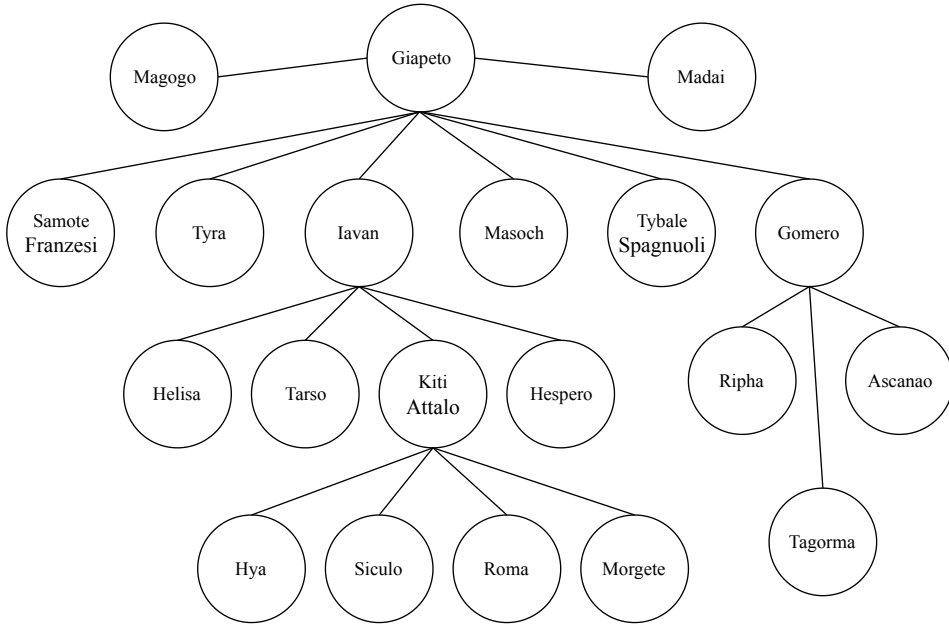 Giapeto
Magogo
Madai
Samote
Franzesi
Tyra
Iavan
Masoch
Tybale
Spagnuoli
Gomero
Helisa
Tarso
Kiti
Attalo
Hespero
Ripha
Ascanao
Tagorma
Hya
Siculo
Roma
Morgete